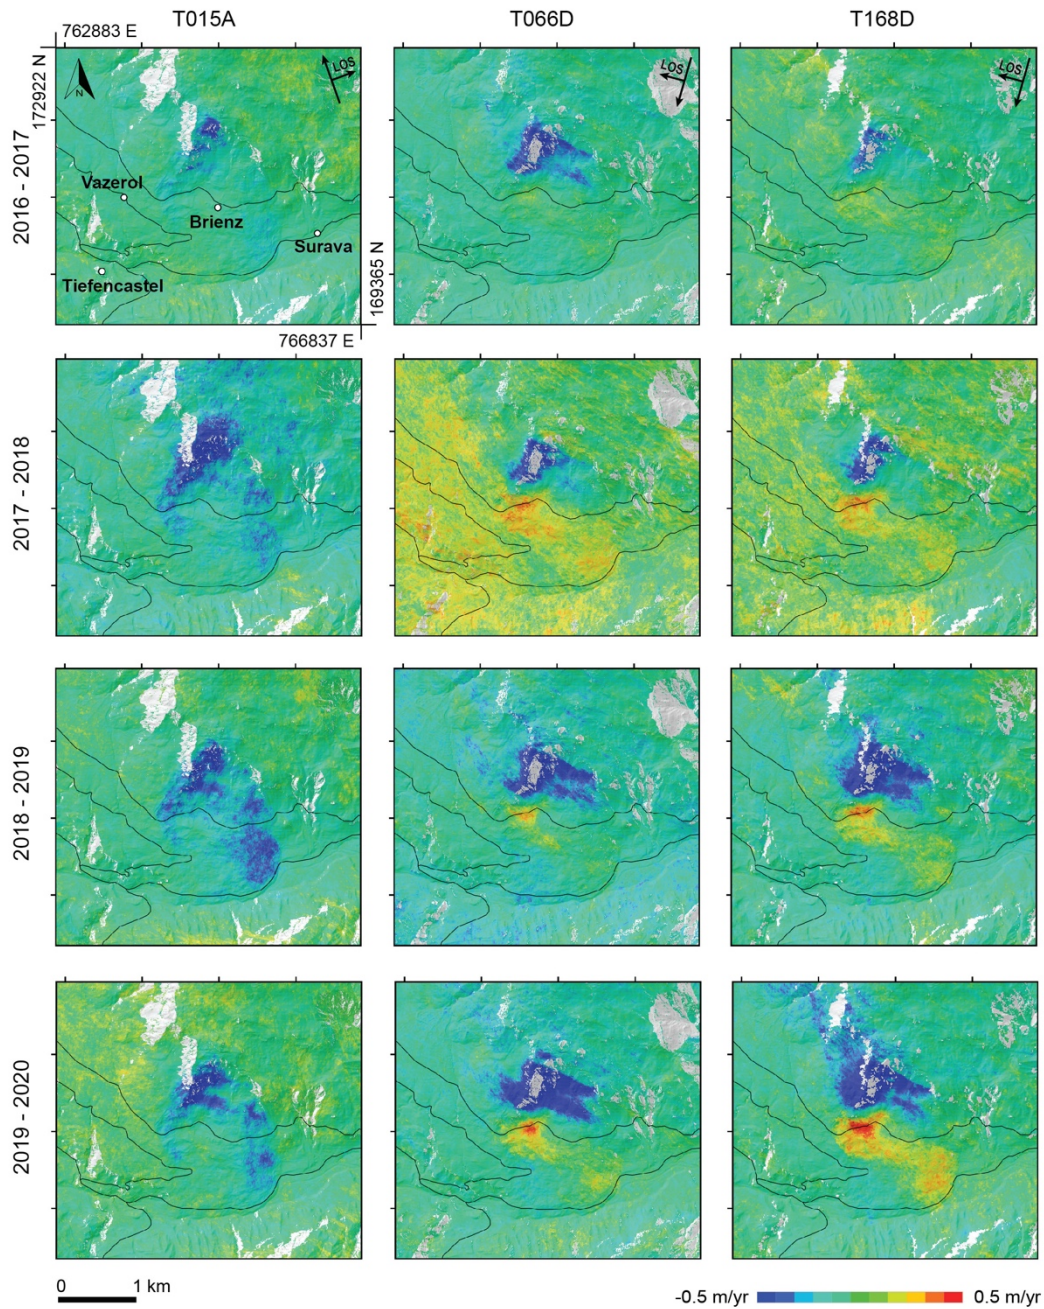 T015A
T066D
T168D
762883 E
172922 N
N
LOS
LOS
LOS
2016 - 2017
Vazerol
Brienz
Surava
Tiefencastel
169365 N
766837 E
2017 - 2018
2018 - 2019
2019 - 2020
0 1 km
-0.5 m/yr 0.5 m/yr